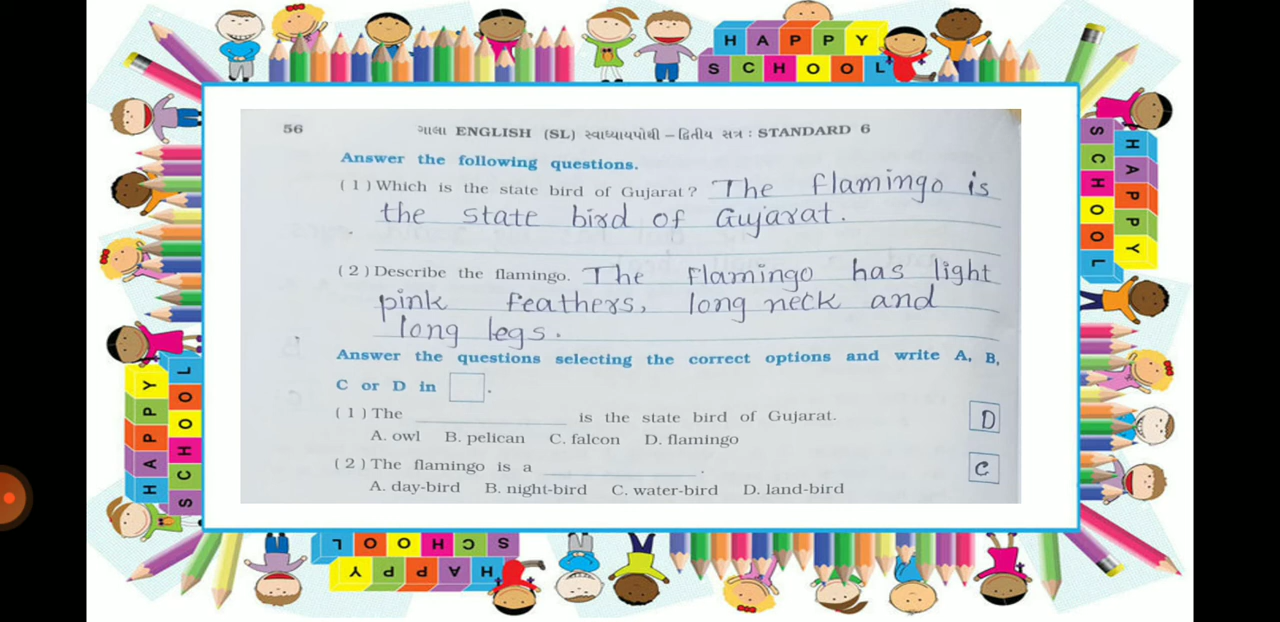 HAPPY
SCHOOL
56 ગાલા ENGLISH (SL) સ્વાધ્યાયપોથી – દ્વિતીય સત્ર : STANDARD 6
Answer the following questions.
( 1 ) Which is the state bird of Gujarat ? The flamingo is
the state bird of Gujarat.
( 2 ) Describe the flamingo. The Flamingo has light
pink feathers, long neck and
long legs.
Answer the questions selecting the correct options and write A, B,
C or D in .
( 1 ) The ____________ is the state bird of Gujarat. D
A. owl B. pelican C. falcon D. flamingo
( 2 ) The flamingo is a ____________ . C
A. day-bird B. night-bird C. water-bird D. land-bird
HAPPY
SCHOOL
HAPPY
SCHOOL
SCHOOL
HAPPY